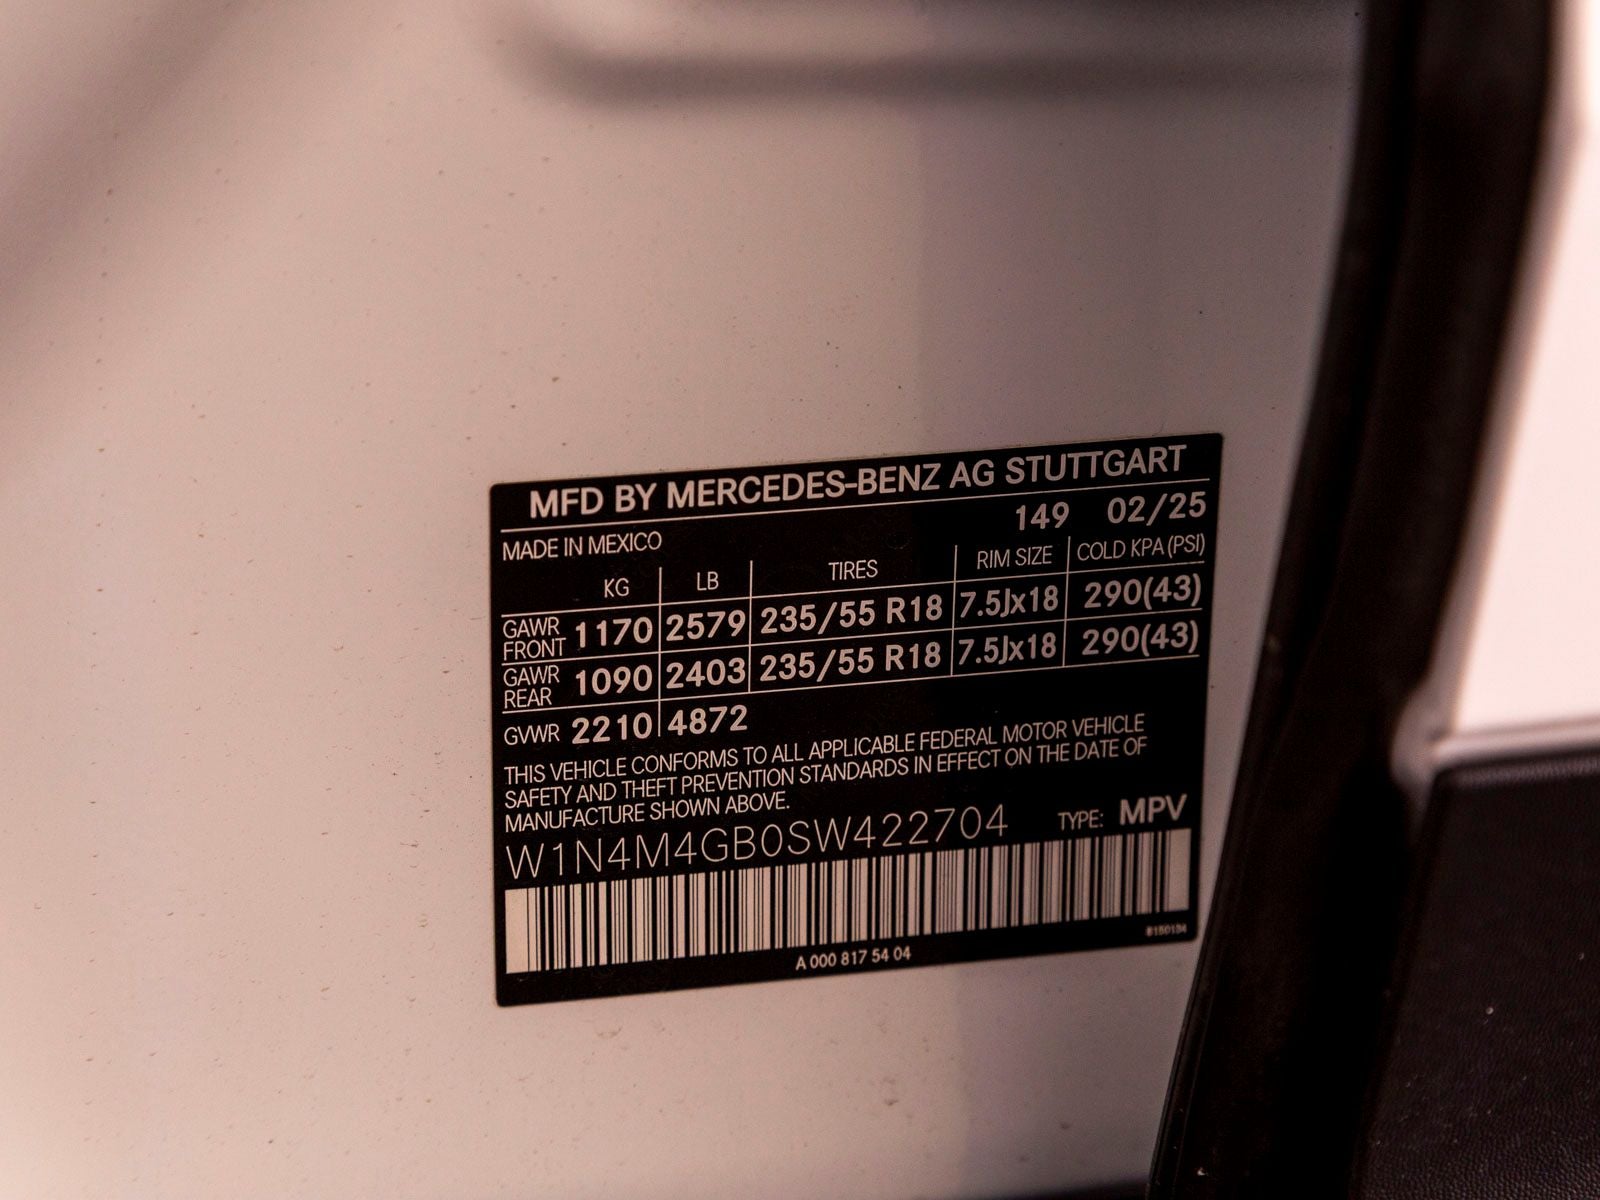 MFD BY MERCEDES-BENZ AG STUTTGART
149 02/25
MADE IN MEXICO
KG LB TIRES RIM SIZE COLD KPA (PSI)
GAWR FRONT 1170 2579 235/55 R18 7.5Jx18 290(43)
GAWR REAR 1090 2403 235/55 R18 7.5Jx18 290(43)
GVWR 2210 4872
THIS VEHICLE CONFORMS TO ALL APPLICABLE FEDERAL MOTOR VEHICLE
SAFETY AND THEFT PREVENTION STANDARDS IN EFFECT ON THE DATE OF
MANUFACTURE SHOWN ABOVE.
W1N4M4GB0SW422704 TYPE: MPV
A 000 817 54 04